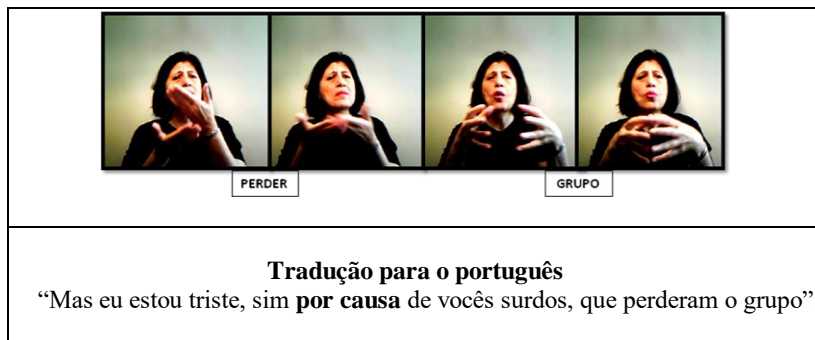 PERDER GRUPO
Tradução para o português
“Mas eu estou triste, sim por causa de vocês surdos, que perderam o grupo”